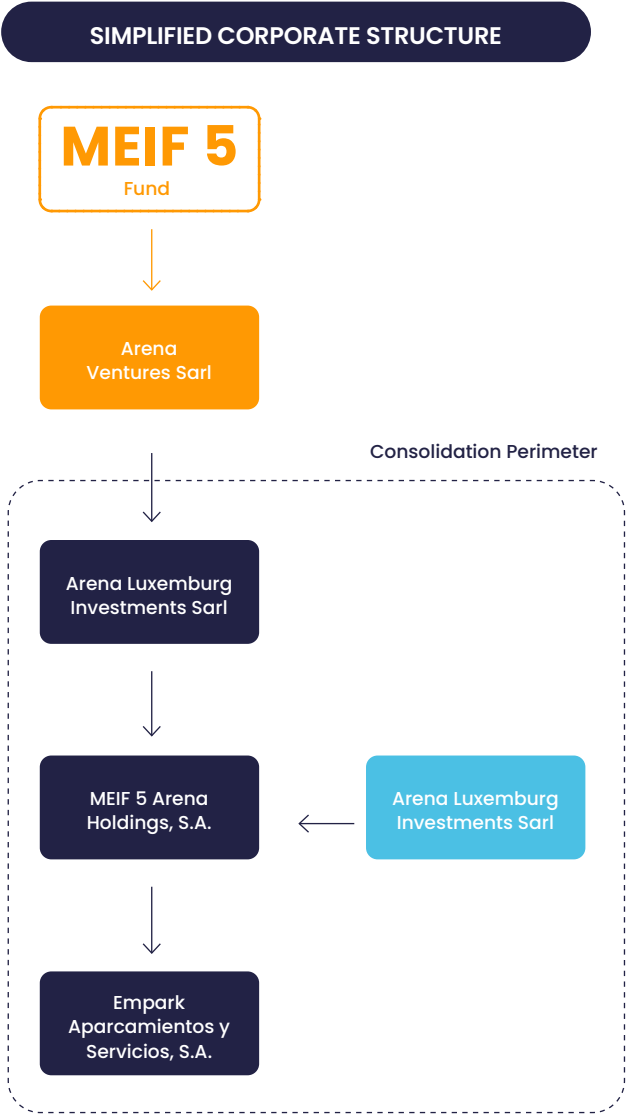 SIMPLIFIED CORPORATE STRUCTURE
MEIF 5
Fund
Arena
Ventures Sarl
Consolidation Perimeter
Arena Luxemburg
Investments Sarl
MEIF 5 Arena
Holdings, S.A.
Arena Luxemburg
Investments Sarl
Empark
Aparcamientos y
Servicios, S.A.